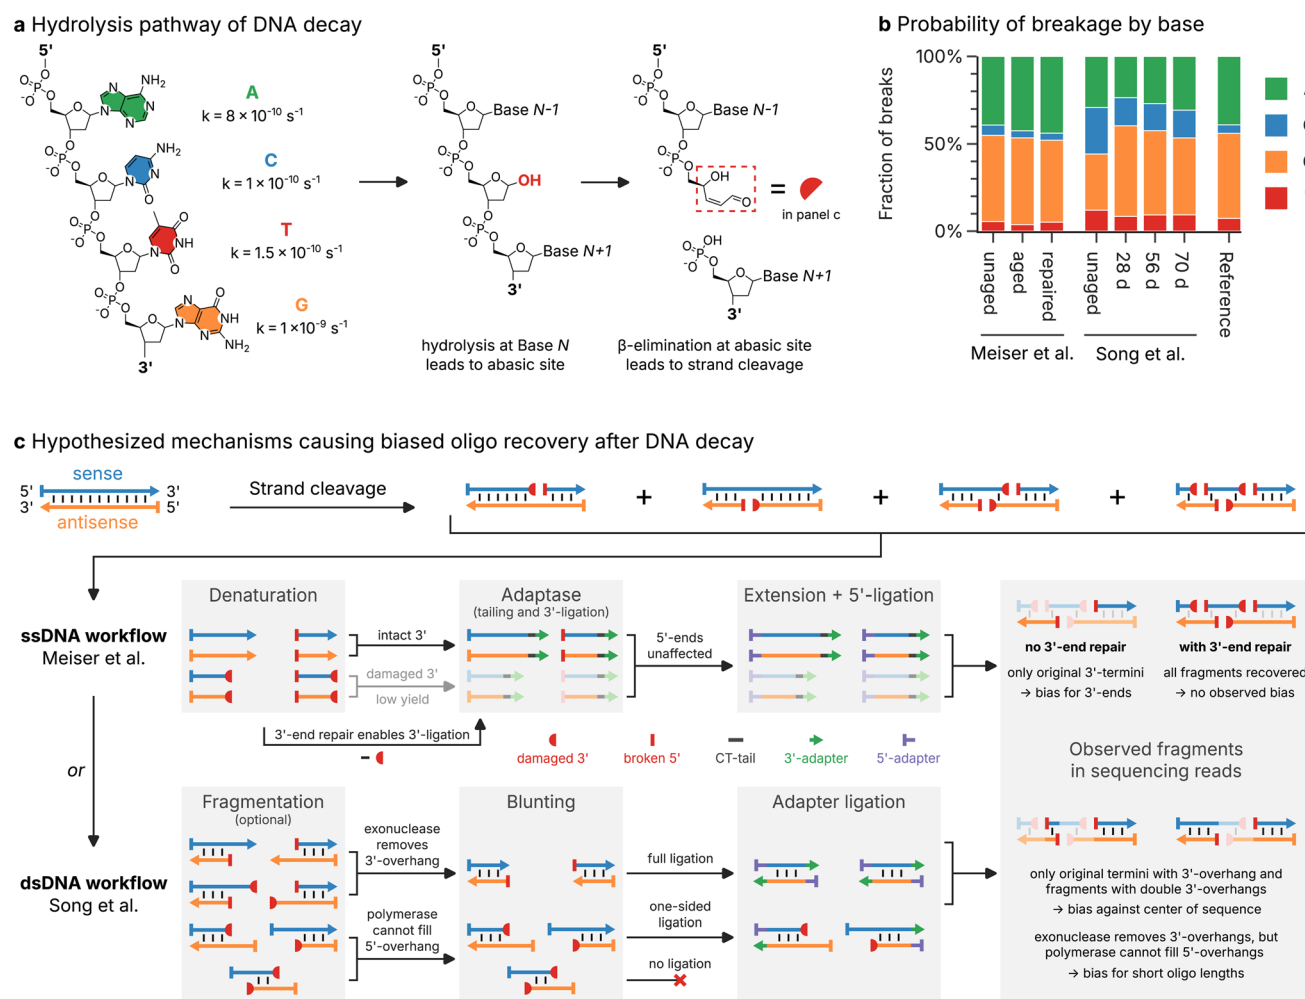 a Hydrolysis pathway of DNA decay
5'
O
O
P
-O
O
O
N
N
N
N
NH₂
A
k = 8 × 10⁻¹⁰ s⁻¹
O
O
P
-O
O
O
N
N
O
NH₂
C
k = 1 × 10⁻¹⁰ s⁻¹
O
O
P
-O
O
O
N
O
NH
O
T
k = 1.5 × 10⁻¹⁰ s⁻¹
O
O
P
-O
O
O
N
N
O
NH
N
NH₂
G
k = 1 ×10⁻⁹ s⁻¹
3'
5'
O
O
P
-O
O
O
Base N-1
O
O
P
-O
O
O
OH
O
O
P
-O
O
O
Base N+1
3'
hydrolysis at Base N
leads to abasic site
5'
O
O
P
-O
O
O
Base N-1
O
O
P
-O
O
OH
O
=
in panel c
OH
O
P
-O
O
O
Base N+1
3'
β-elimination at abasic site
leads to strand cleavage
b Probability of breakage by base
Fraction of breaks
100%
50%
0%
unaged
aged
repaired
unaged
28 d
56 d
70 d
Reference
Meiser et al.
Song et al.
c Hypothesized mechanisms causing biased oligo recovery after DNA decay
sense
5'
3'
3'
5'
antisense
Strand cleavage
+
+
+
ssDNA workflow
Meiser et al.
or
dsDNA workflow
Song et al.
Denaturation
intact 3'
damaged 3'
low yield
3'-end repair enables 3'-ligation
Adaptase
(tailing and 3'-ligation)
5'-ends
unaffected
Extension + 5'-ligation
no 3'-end repair
only original 3'-termini
→ bias for 3'-ends
with 3'-end repair
all fragments recovered
→ no observed bias
damaged 3'
broken 5'
CT-tail
3'-adapter
5'-adapter
Observed fragments
in sequencing reads
Fragmentation
(optional)
exonuclease
removes
3'-overhang
polymerase
cannot fill
5'-overhang
Blunting
full ligation
one-sided
ligation
no ligation
Adapter ligation
only original termini with 3'-overhang and
fragments with double 3'-overhangs
→ bias against center of sequence
exonuclease removes 3'-overhangs, but
polymerase cannot fill 5'-overhangs
→ bias for short oligo lengths